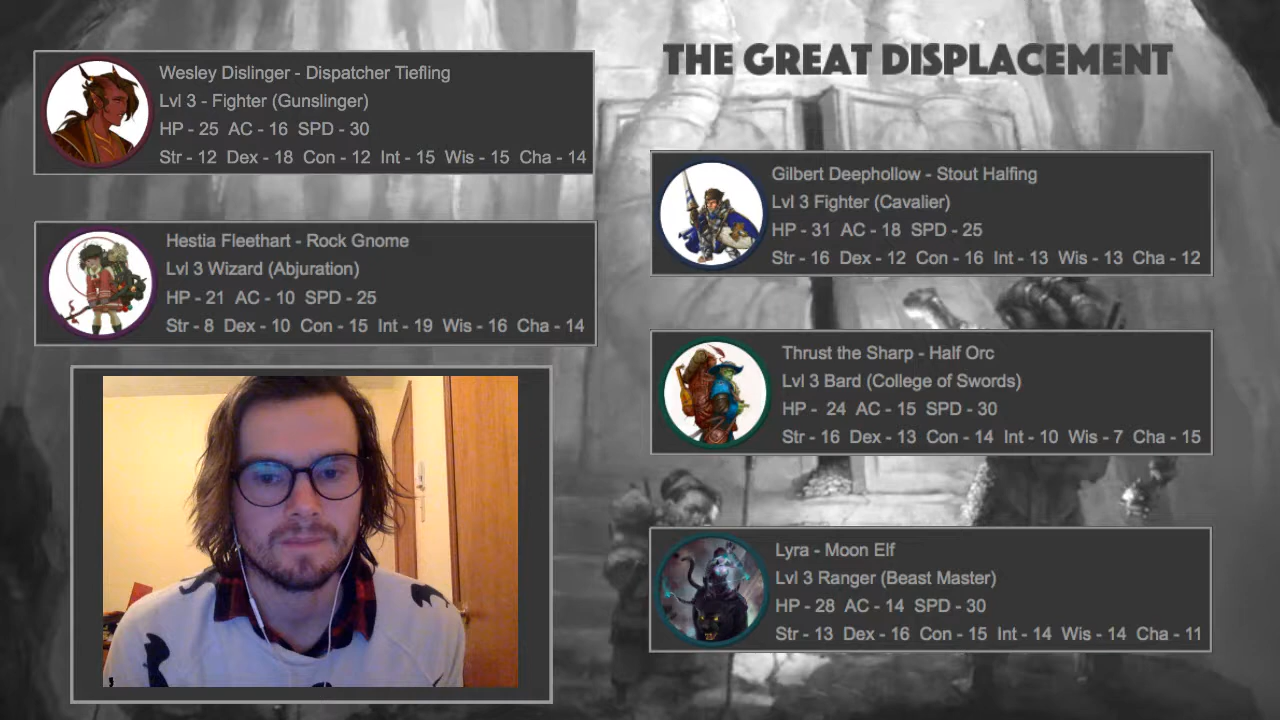 THE GREAT DISPLACEMENT
Wesley Dislinger - Dispatcher Tiefling
Lvl 3 - Fighter (Gunslinger)
HP - 25 AC - 16 SPD - 30
Str - 12 Dex - 18 Con - 12 Int - 15 Wis - 15 Cha - 14
Hestia Fleethart - Rock Gnome
Lvl 3 Wizard (Abjuration)
HP - 21 AC - 10 SPD - 25
Str - 8 Dex - 10 Con - 15 Int - 19 Wis - 16 Cha - 14
Gilbert Deephollow - Stout Halfing
Lvl 3 Fighter (Cavalier)
HP - 31 AC - 18 SPD - 25
Str - 16 Dex - 12 Con - 16 Int - 13 Wis - 13 Cha - 12
Thrust the Sharp - Half Orc
Lvl 3 Bard (College of Swords)
HP - 24 AC - 15 SPD - 30
Str - 16 Dex - 13 Con - 14 Int - 10 Wis - 7 Cha - 15
Lyra - Moon Elf
Lvl 3 Ranger (Beast Master)
HP - 28 AC - 14 SPD - 30
Str - 13 Dex - 16 Con - 15 Int - 14 Wis - 14 Cha - 11